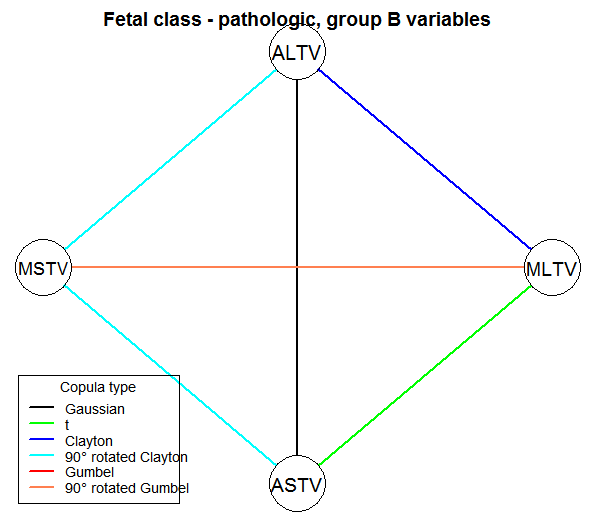 Fetal class - pathologic, group B variables
ALTV
MSTV
MLTV
ASTV
Copula type
Gaussian
t
Clayton
90° rotated Clayton
Gumbel
90° rotated Gumbel